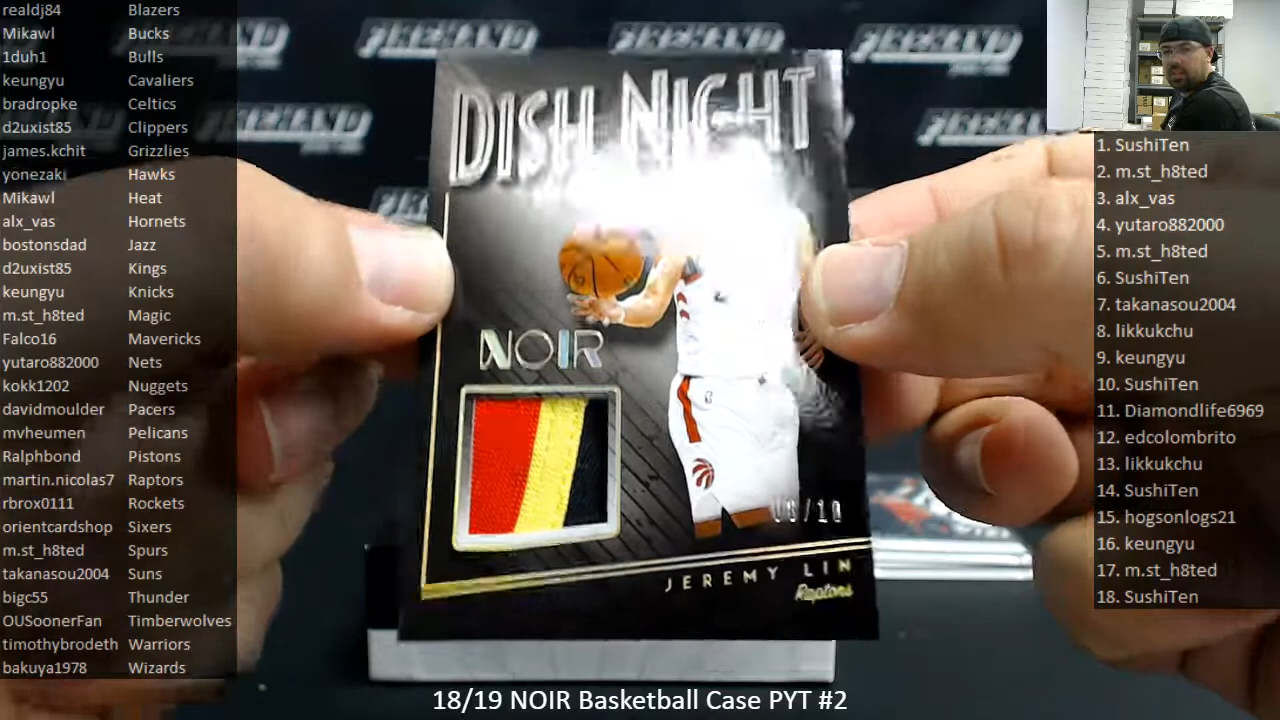 realdj84 Blazers
Mikawl Bucks
1duh1 Bulls
keungyu Cavaliers
bradropke Celtics
d2uxist85 Clippers
james.kchit Grizzlies
yonezaki Hawks
Mikawl Heat
alx_vas Hornets
bostonsdad Jazz
d2uxist85 Kings
keungyu Knicks
m.st_h8ted Magic
Falco16 Mavericks
yutaro882000 Nets
kokk1202 Nuggets
davidmoulder Pacers
mvheumen Pelicans
Ralphbond Pistons
martin.nicolas7 Raptors
rbrox0111 Rockets
orientcardshop Sixers
m.st_h8ted Spurs
takanasou2004 Suns
bigc55 Thunder
OUSoonerFan Timberwolves
timothybrodeth Warriors
bakuya1978 Wizards
FIREHAND FIREHAND FIREHAND FIREHAND
DISH NIGHT
NOIR
JEREMY LIN
Raptors
1. SushiTen
2. m.st_h8ted
3. alx_vas
4. yutaro882000
5. m.st_h8ted
6. SushiTen
7. takanasou2004
8. likkukchu
9. keungyu
10. SushiTen
11. Diamondlife6969
12. edcolombrito
13. likkukchu
14. SushiTen
15. hogsonlogs21
16. keungyu
17. m.st_h8ted
18. SushiTen
18/19 NOIR Basketball Case PYT #2